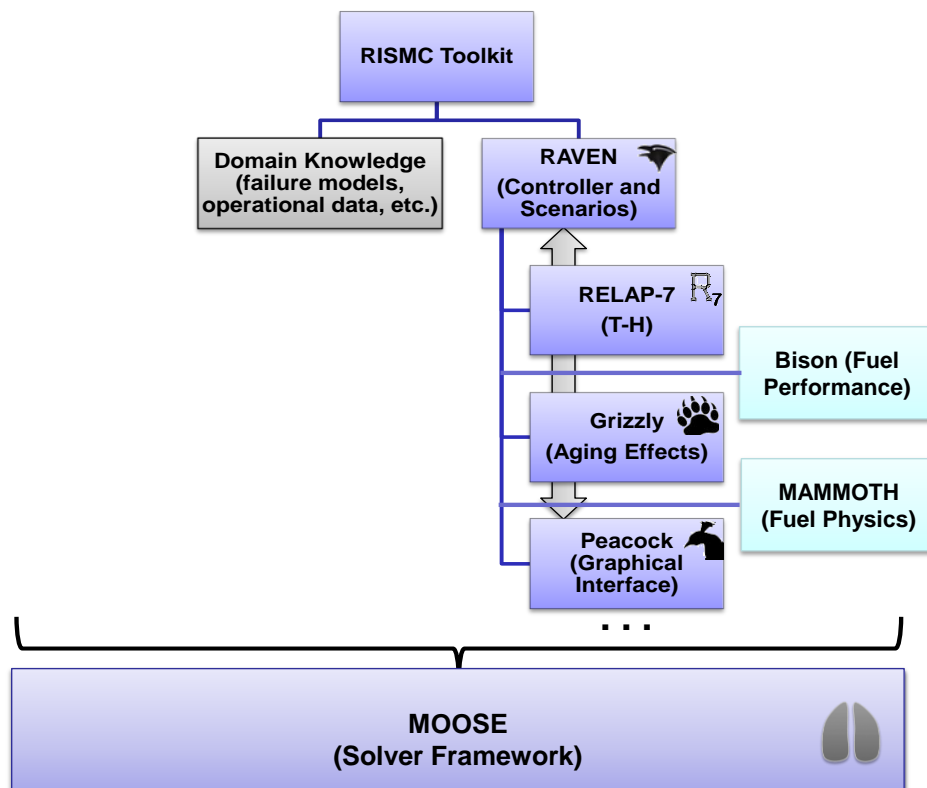 RISMC Toolkit
Domain Knowledge
(failure models,
operational data, etc.)
RAVEN
(Controller and
Scenarios)
RELAP-7
(T-H)
R7
Bison (Fuel
Performance)
Grizzly
(Aging Effects)
MAMMOTH
(Fuel Physics)
Peacock
(Graphical
Interface)
. . .
MOOSE
(Solver Framework)